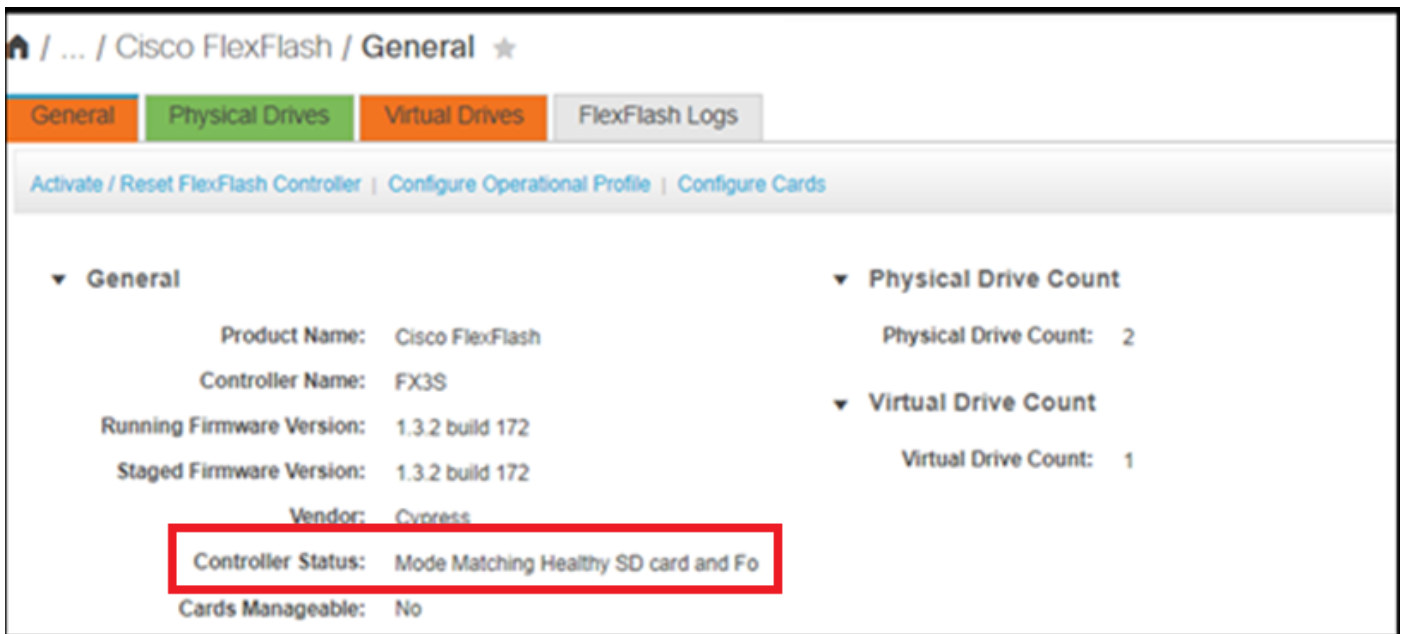 / ... / Cisco FlexFlash / General
General Physical Drives Virtual Drives FlexFlash Logs
Activate / Reset FlexFlash Controller | Configure Operational Profile | Configure Cards
General
Product Name: Cisco FlexFlash
Controller Name: FX3S
Running Firmware Version: 1.3.2 build 172
Staged Firmware Version: 1.3.2 build 172
Vendor: Cypress
Controller Status: Mode Matching Healthy SD card and Fo
Cards Manageable: No
Physical Drive Count
Physical Drive Count: 2
Virtual Drive Count
Virtual Drive Count: 1